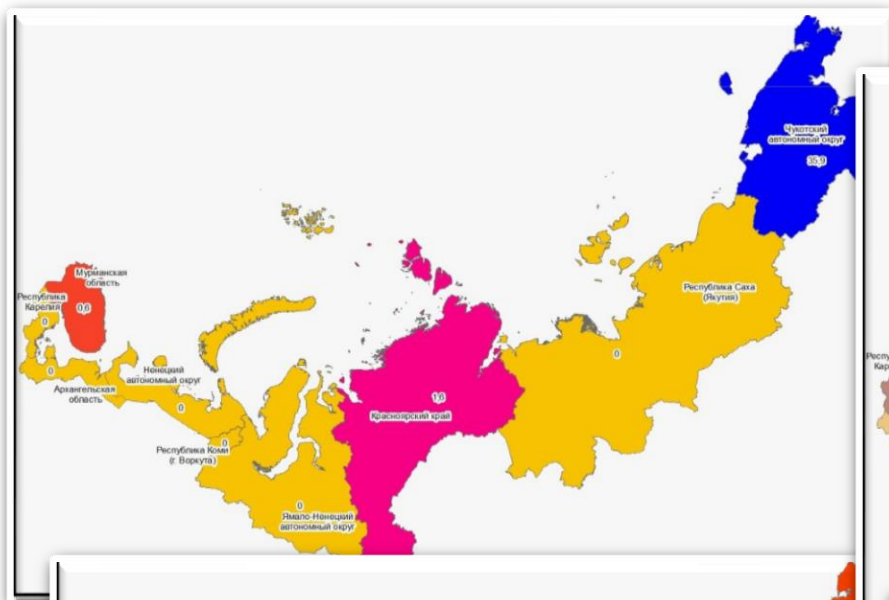 Чукотский
автономный округ
35,9
Мурманская
область
0,6
Республика
Карелия
0
Республика Саха
(Якутия)
0
Ненецкий
автономный округ
0
0
Архангельская
область
1,6
Красноярский край
0
Республика Коми
(г. Воркута)
0
Ямало-Ненецкий
автономный округ